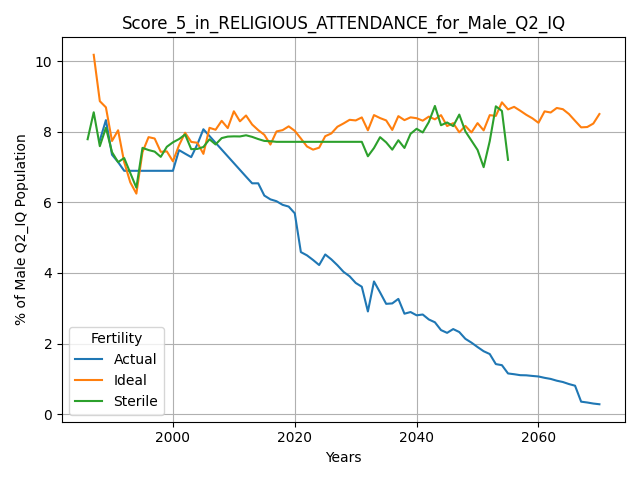 Score_5_in_RELIGIOUS_ATTENDANCE_for_Male_Q2_IQ
% of Male Q2_IQ Population
10
8
6
4
2
0
Fertility
Actual
Ideal
Sterile
2000
2020
2040
2060
Years